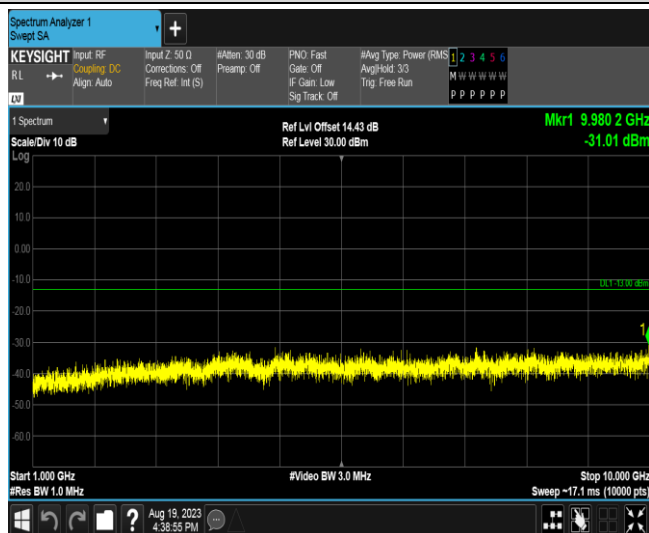 Spectrum Analyzer 1
Swept SA
+
KEYSIGHT
RL
LXI
Input: RF
Coupling: DC
Align: Auto
Input Z: 50 Ω
Corrections: Off
Freq Ref: Int (S)
#Atten: 30 dB
Preamp: Off
PNO: Fast
Gate: Off
IF Gain: Low
Sig Track: Off
#Avg Type: Power (RMS
Avg|Hold: 3/3
Trig: Free Run
1 2 3 4 5 6
M W W W W W
P P P P P P
1 Spectrum
Scale/Div 10 dB
Ref Lvl Offset 14.43 dB
Ref Level 30.00 dBm
Mkr1 9.980 2 GHz
-31.01 dBm
Log
20.0
10.0
0.00
-10.0
DL1 -13.00 dBm
-20.0
1
-30.0
-40.0
-50.0
-60.0
Start 1.000 GHz
#Video BW 3.0 MHz
Stop 10.000 GHz
#Res BW 1.0 MHz
Sweep ~17.1 ms (10000 pts)
?
Aug 19, 2023
4:38:55 PM